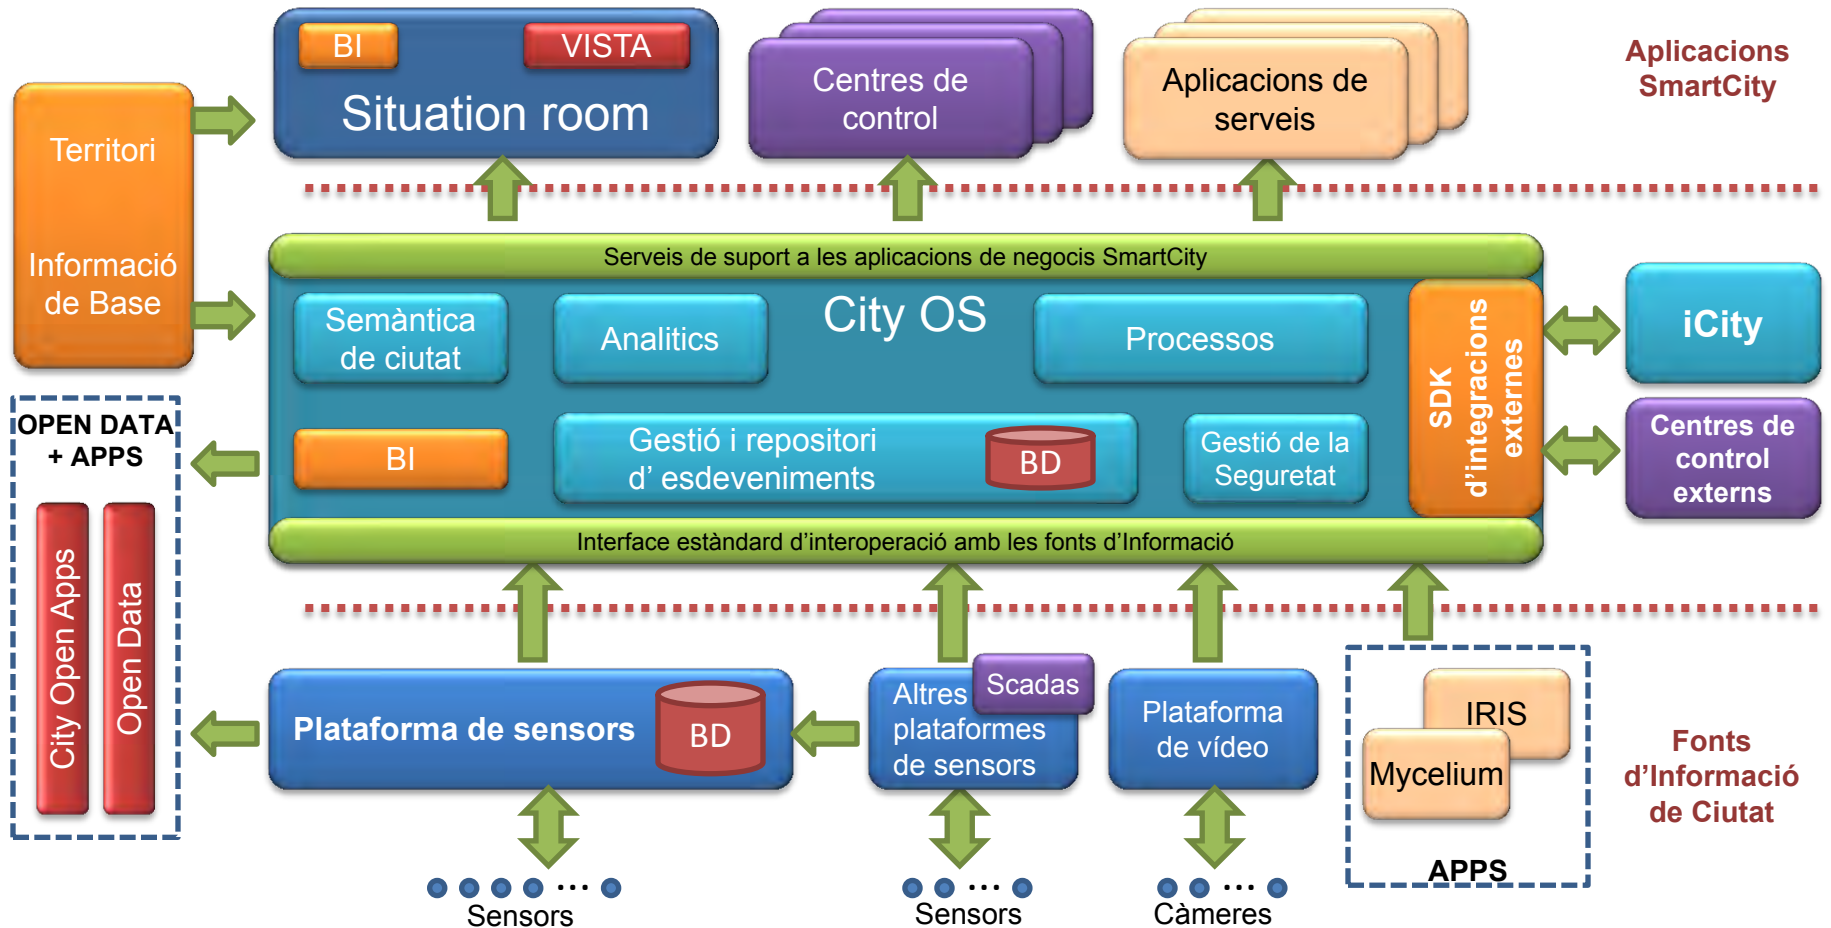 BI
VISTA
Situation room
Centres de
control
Aplicacions de
serveis
Aplicacions
SmartCity
Territori
Informació
de Base
Serveis de suport a les aplicacions de negocis SmartCity
City OS
Semàntica
de ciutat
Analitics
Processos
SDK
d'integracions
externes
iCity
OPEN DATA
+ APPS
BI
Gestió i repositori
d' esdeveniments
BD
Gestió de la
Seguretat
Centres de
control
externs
Interface estàndard d'interoperació amb les fonts d'Informació
City Open Apps
Open Data
Plataforma de sensors
BD
Altres
plataformes
de sensors
Scadas
Plataforma
de vídeo
IRIS
Mycelium
APPS
Fonts
d'Informació
de Ciutat
...
Sensors
...
Sensors
...
Càmeres